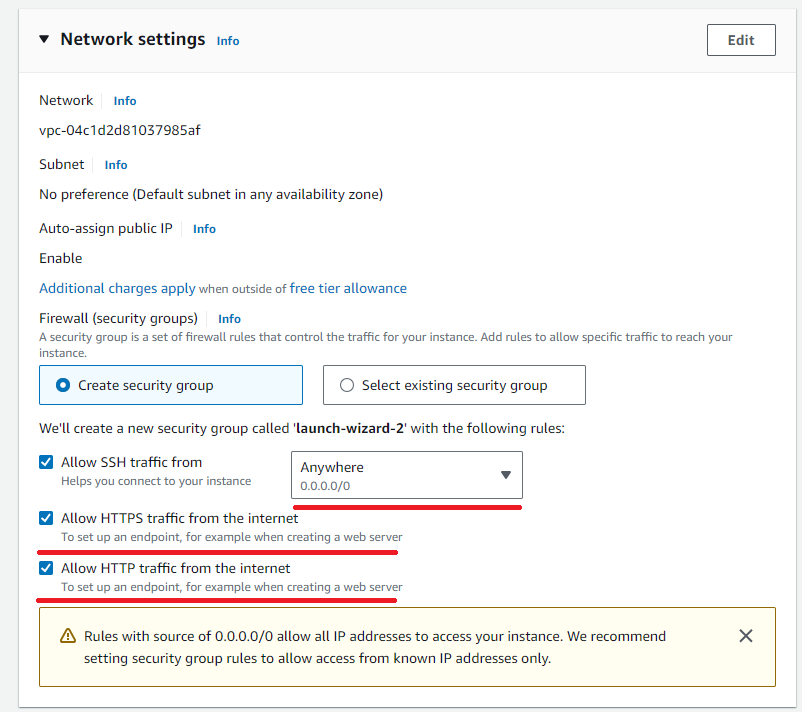 Network settings Info
Edit
Network Info
vpc-04c1d2d81037985af
Subnet Info
No preference (Default subnet in any availability zone)
Auto-assign public IP Info
Enable
Additional charges apply when outside of free tier allowance
Firewall (security groups) Info
A security group is a set of firewall rules that control the traffic for your instance. Add rules to allow specific traffic to reach your
instance.
Create security group
Select existing security group
We'll create a new security group called 'launch-wizard-2' with the following rules:
Allow SSH traffic from
Helps you connect to your instance
Anywhere
0.0.0.0/0
Allow HTTPS traffic from the internet
To set up an endpoint, for example when creating a web server
Allow HTTP traffic from the internet
To set up an endpoint, for example when creating a web server
Rules with source of 0.0.0.0/0 allow all IP addresses to access your instance. We recommend
setting security group rules to allow access from known IP addresses only.